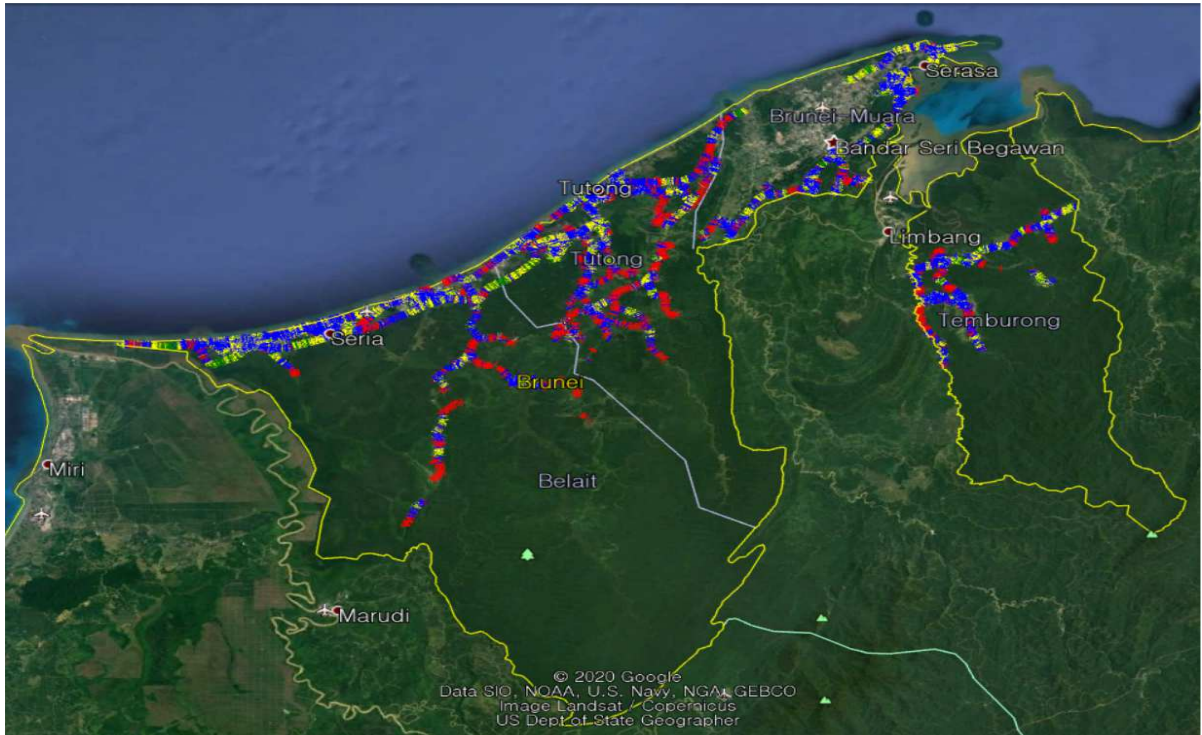 Serasa
Brunei-Muara
Bandar Seri Begawan
Tutong
Limbang
Tutong
Temburong
Seria
Brunei
Miri
Belait
Marudi
© 2020 Google
Data SIO, NOAA, U.S. Navy, NGA, GEBCO
Image Landsat / Copernicus
US Dept of State Geographer